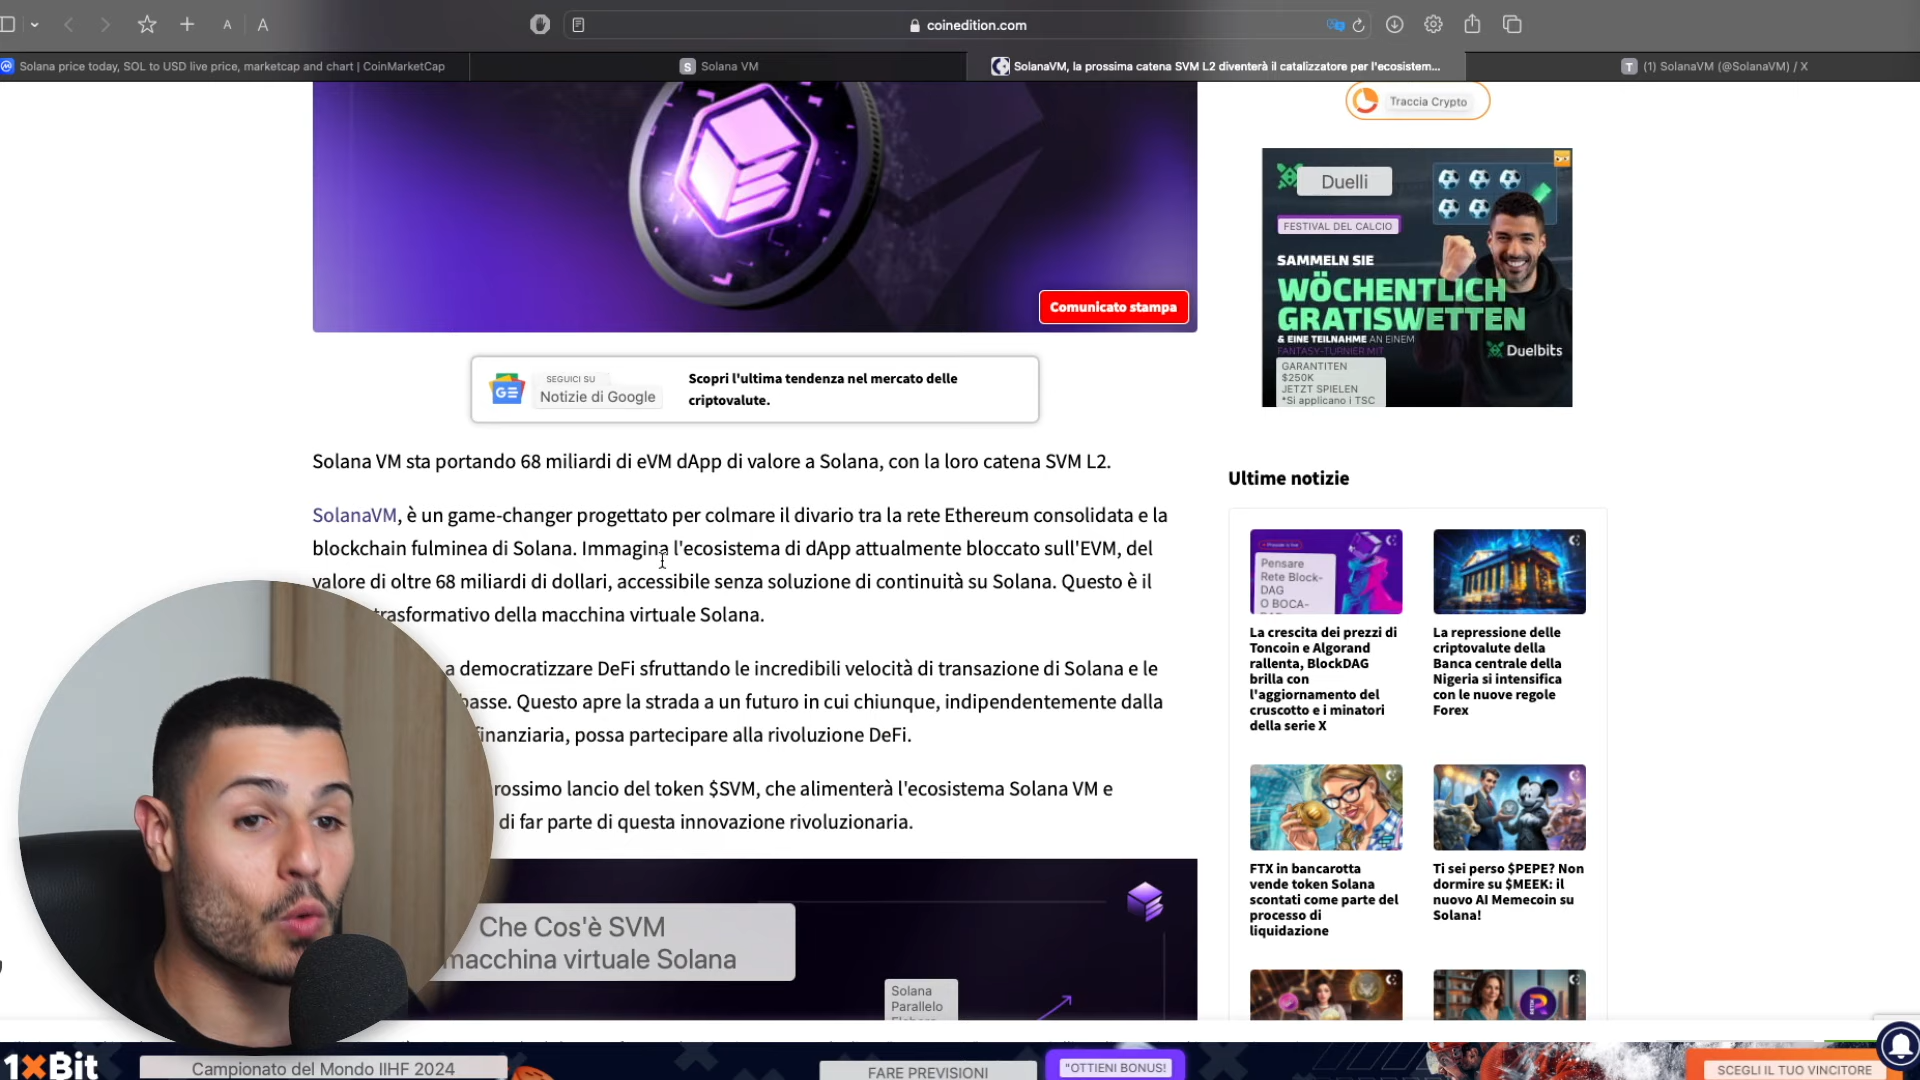 A A
coinedition.com
Solana price today, SOL to USD live price, marketcap and chart | CoinMarketCap
S Solana VM
SolanaVM, la prossima catena SVM L2 diventerà il catalizzatore per l'ecosistem...
T (1) SolanaVM (@SolanaVM) / X
Comunicato stampa
GE
SEGUICI SU
Notizie di Google
Scopri l'ultima tendenza nel mercato delle
criptovalute.
Solana VM sta portando 68 miliardi di eVM dApp di valore a Solana, con la loro catena SVM L2.
SolanaVM, è un game-changer progettato per colmare il divario tra la rete Ethereum consolidata e la
blockchain fulminea di Solana. Immagina l'ecosistema di dApp attualmente bloccato sull'EVM, del
valore di oltre 68 miliardi di dollari, accessibile senza soluzione di continuità su Solana. Questo è il
trasformativo della macchina virtuale Solana.
a democratizzare DeFi sfruttando le incredibili velocità di transazione di Solana e le
basse. Questo apre la strada a un futuro in cui chiunque, indipendentemente dalla
finanziaria, possa partecipare alla rivoluzione DeFi.
rossimo lancio del token $SVM, che alimenterà l'ecosistema Solana VM e
di far parte di questa innovazione rivoluzionaria.
Che Cos'è SVM
macchina virtuale Solana
Solana
Parallelo
Traccia Crypto
Duelli
FESTIVAL DEL CALCIO
SAMMELN SIE
WÖCHENTLICH
GRATISWETTEN
& EINE TEILNAHME AN EINEM
FANTASY-TURNIER MIT
Duelbits
GARANTITEN
$250K
JETZT SPIELEN
*Si applicano i TSC
Ultime notizie
Pensare
Rete Block-
DAG
O BOCA-
La crescita dei prezzi di
Toncoin e Algorand
rallenta, BlockDAG
brilla con
l'aggiornamento del
cruscotto e i minatori
della serie X
La repressione delle
criptovalute della
Banca centrale della
Nigeria si intensifica
con le nuove regole
Forex
FTX in bancarotta
vende token Solana
scontati come parte del
processo di
liquidazione
Ti sei perso $PEPE? Non
dormire su $MEEK: il
nuovo AI Memecoin su
Solana!
1xBit
Campionato del Mondo IIHF 2024
FARE PREVISIONI
"OTTIENI BONUS!
SCEGLI IL TUO VINCITORE